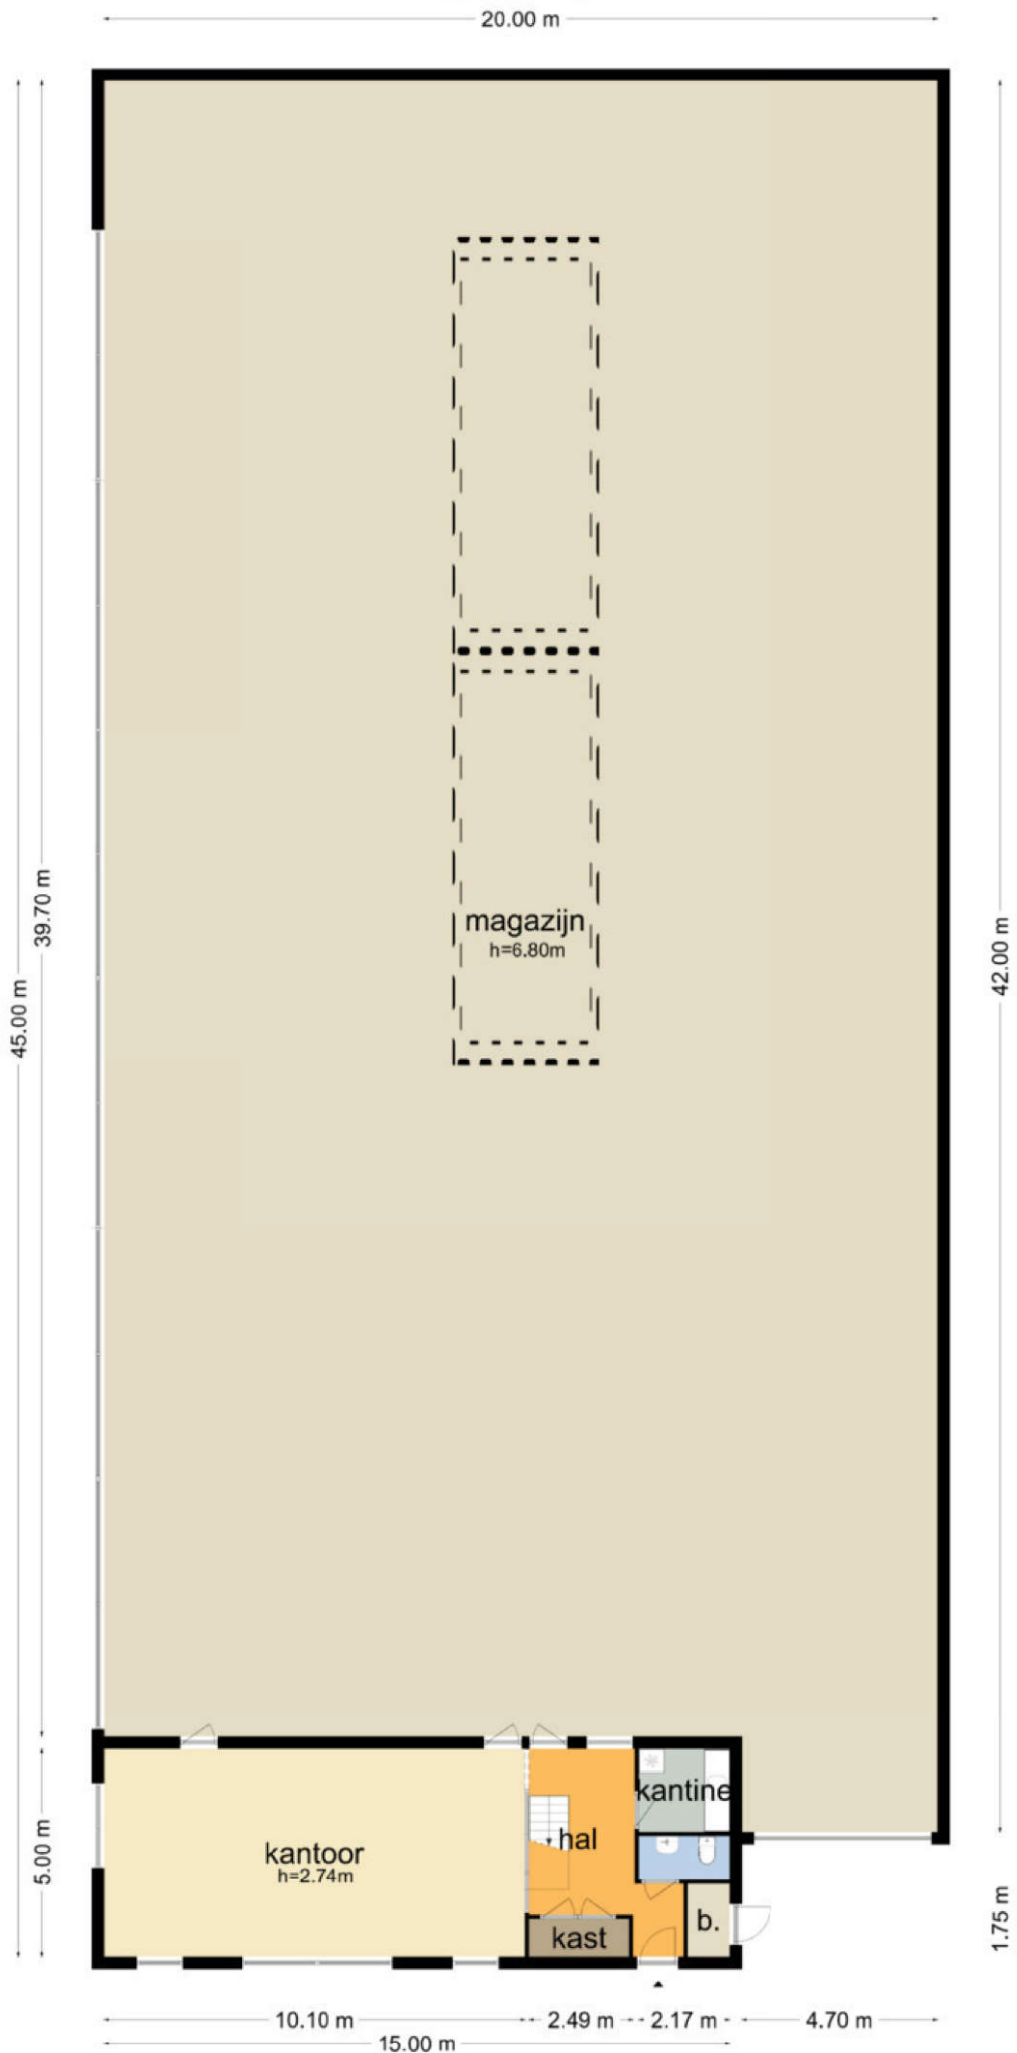 20.00 m
39.70 m
45.00 m
42.00 m
magazijn
h=6.80m
5.00 m
kantoor
h=2.74m
hal
kantine
kast
b.
1.75 m
10.10 m
2.49 m
2.17 m
4.70 m
15.00 m